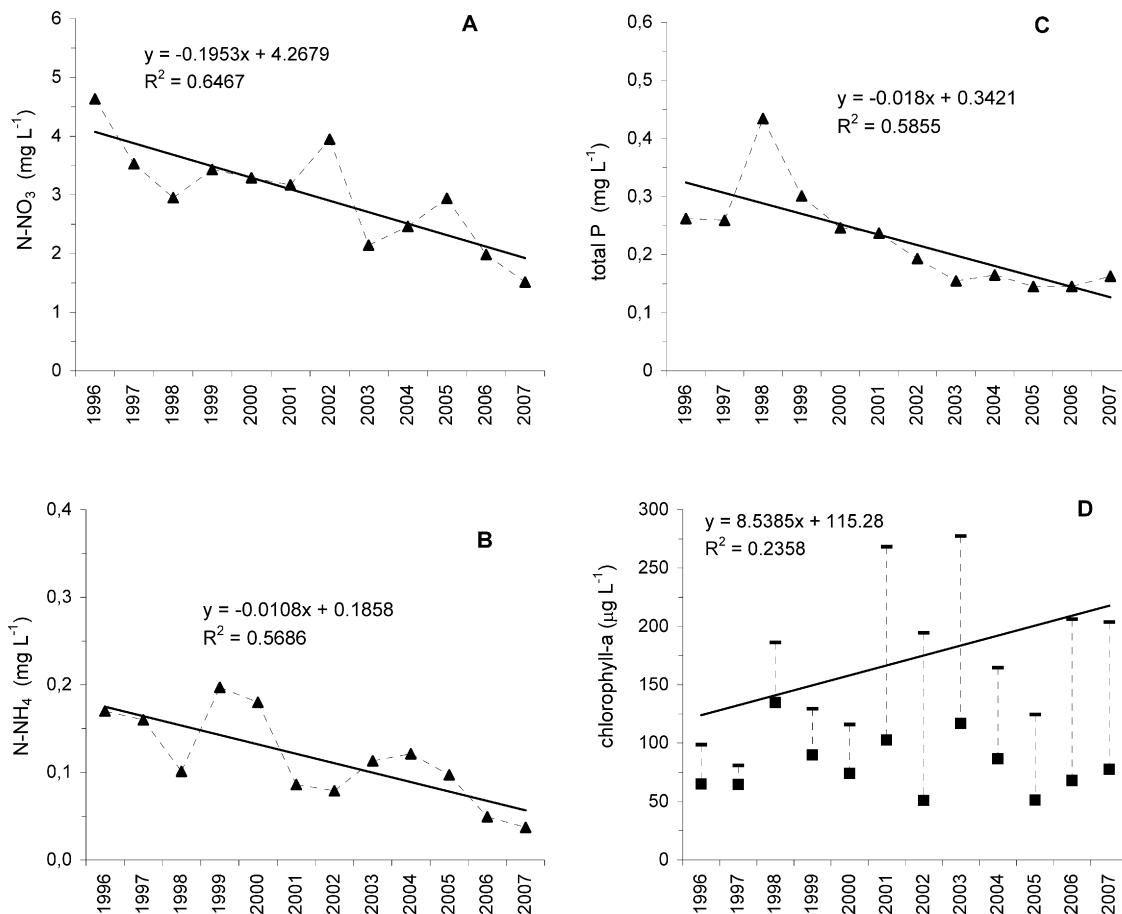 A
y = -0.1953x + 4.2679
R² = 0.6467
N-NO₃ (mg L⁻¹)
6
5
4
3
2
1
0
1996 1997 1998 1999 2000 2001 2002 2003 2004 2005 2006 2007
C
y = -0.018x + 0.3421
R² = 0.5855
total P (mg L⁻¹)
0,6
0,5
0,4
0,3
0,2
0,1
0,0
1996 1997 1998 1999 2000 2001 2002 2003 2004 2005 2006 2007
B
y = -0.0108x + 0.1858
R² = 0.5686
N-NH₄ (mg L⁻¹)
0,4
0,3
0,2
0,1
0,0
1996 1997 1998 1999 2000 2001 2002 2003 2004 2005 2006 2007
D
y = 8.5385x + 115.28
R² = 0.2358
chlorophyll-a (μg L⁻¹)
300
250
200
150
100
50
0
1996 1997 1998 1999 2000 2001 2002 2003 2004 2005 2006 2007